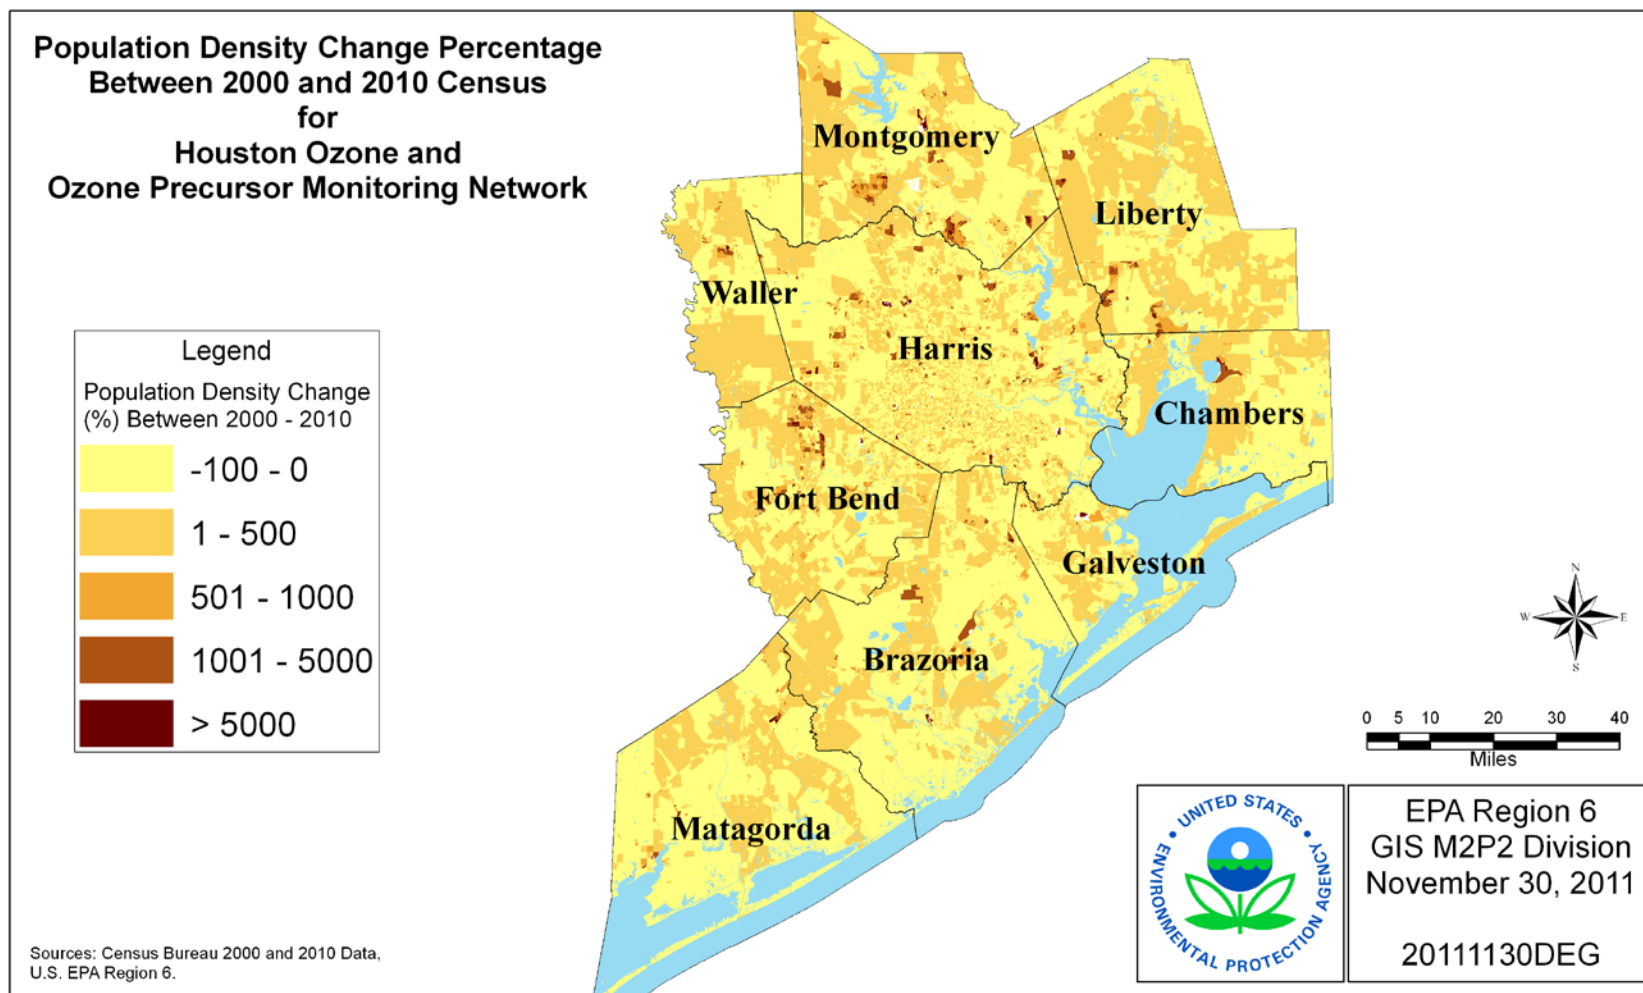 Population Density Change Percentage
Between 2000 and 2010 Census
for
Houston Ozone and
Ozone Precursor Monitoring Network
Legend
Population Density Change
(%) Between 2000 - 2010
-100 - 0
1 - 500
501 - 1000
1001 - 5000
> 5000
Montgomery
Liberty
Waller
Harris
Chambers
Fort Bend
Galveston
Brazoria
Matagorda
N
W E
S
0 5 10 20 30 40
Miles
UNITED STATES
ENVIRONMENTAL PROTECTION AGENCY
EPA Region 6
GIS M2P2 Division
November 30, 2011
20111130DEG
Sources: Census Bureau 2000 and 2010 Data,
U.S. EPA Region 6.